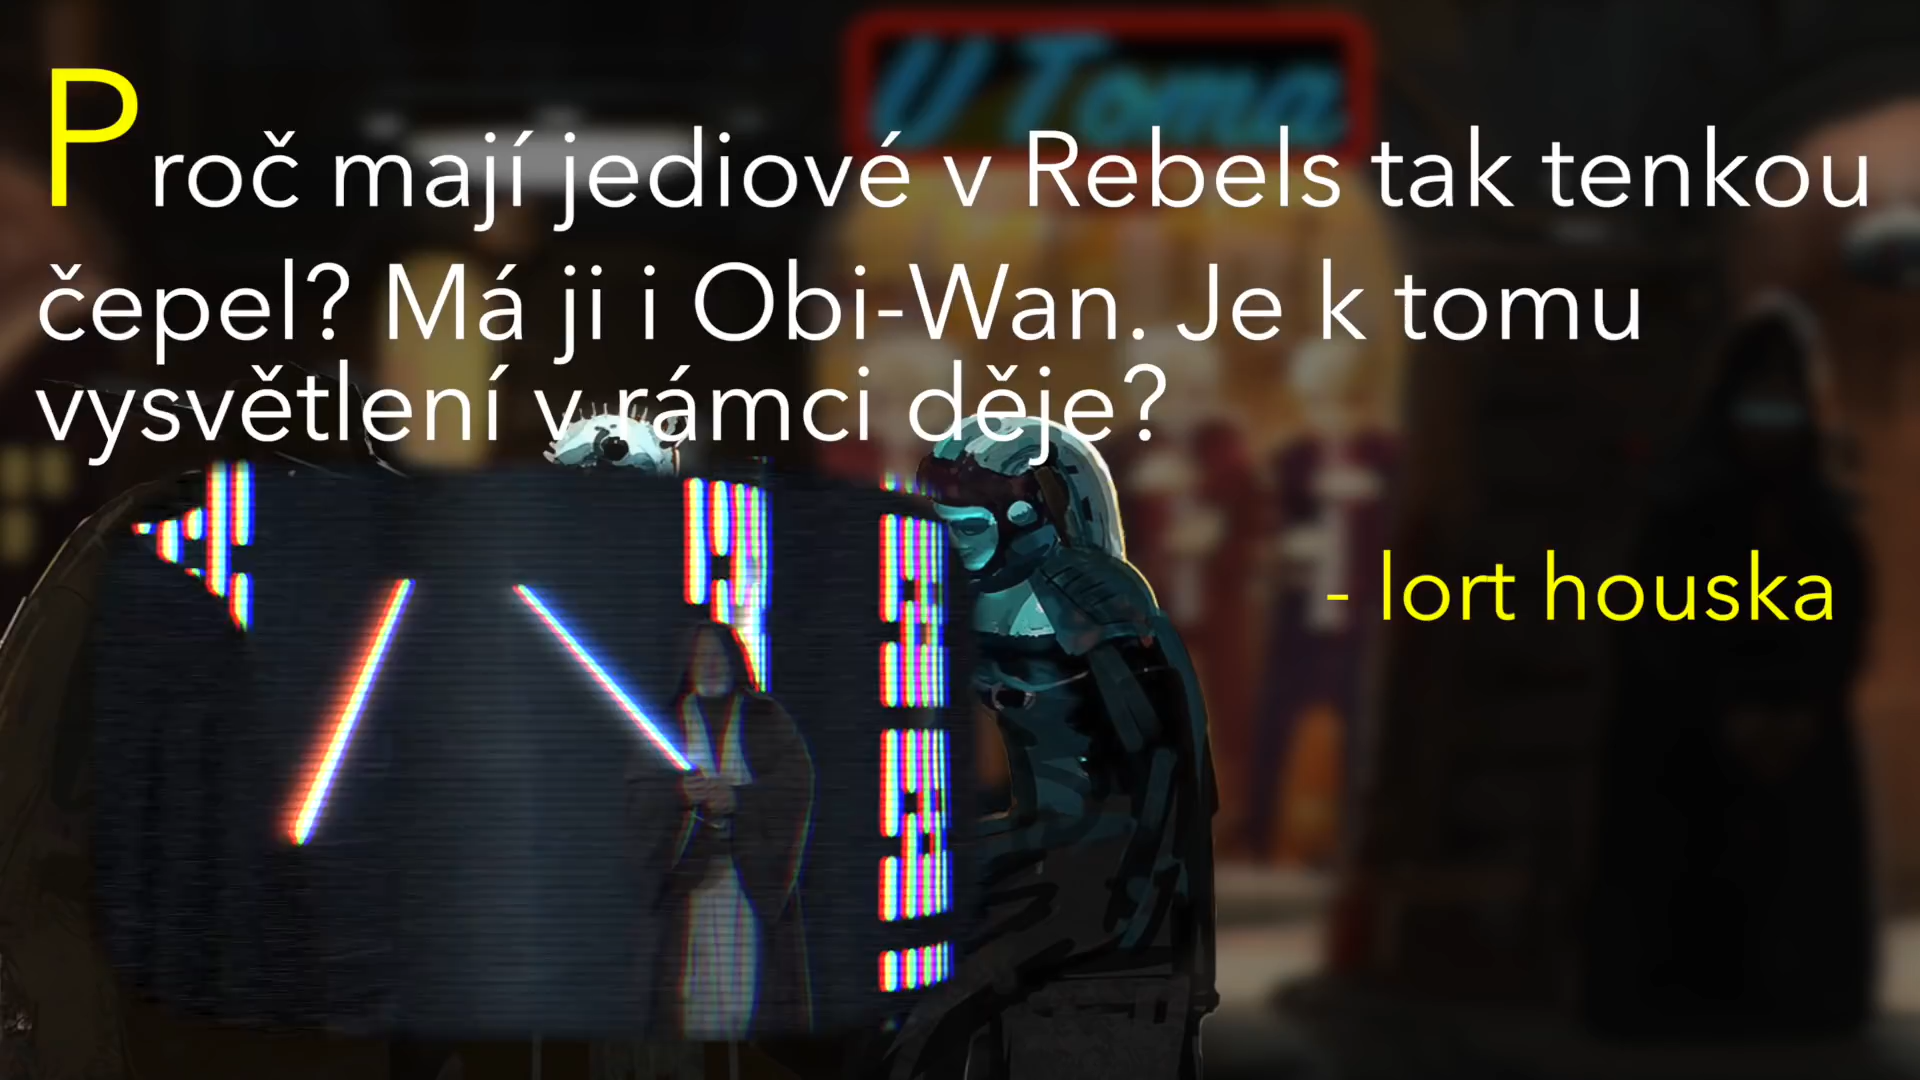 U Toma
Proč mají jediové v Rebels tak tenkou
čepel? Má ji i Obi-Wan. Je k tomu
vysvětlení v rámci děje?
- lort houska